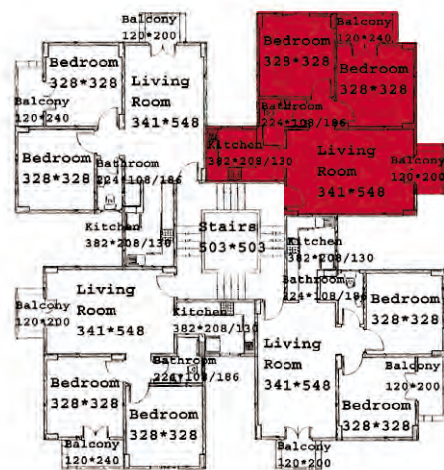 Balcony
120*200
Bedroom
328*328
Living
Room
341*548
Balcony
120*240
Bedroom
328*328
Bathroom
224*108/186
Kitchen
382*208/130
Bedroom
328*328
Balcony
120*240
Bedroom
328*328
Bathroom
224*108/186
Kitchen
382*208/130
Living
Room
341*548
Balcony
120*200
Stairs
503*503
Living
Room
341*548
Balcony
120*200
Kitchen
382*208/130
Bathroom
224*108/186
Bedroom
328*328
Bedroom
328*328
Balcony
120*240
Kitchen
382*208/130
Bathroom
224*108/186
Bedroom
328*328
Living
Room
341*548
Balcony
120*200
Bedroom
328*328
Balcony
120*200